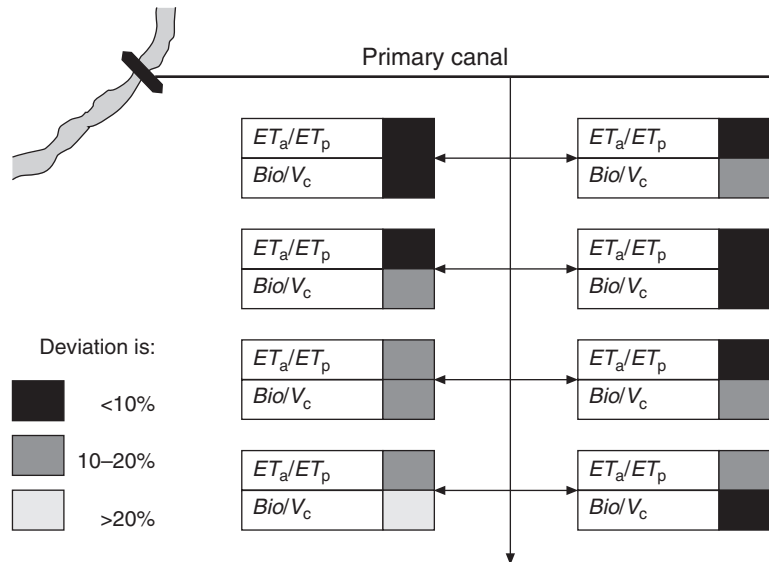 Primary canal
ETa/ETp
Bio/Vc
ETa/ETp
Bio/Vc
ETa/ETp
Bio/Vc
ETa/ETp
Bio/Vc
ETa/ETp
Bio/Vc
ETa/ETp
Bio/Vc
ETa/ETp
Bio/Vc
ETa/ETp
Bio/Vc
Deviation is:
<10%
10–20%
>20%